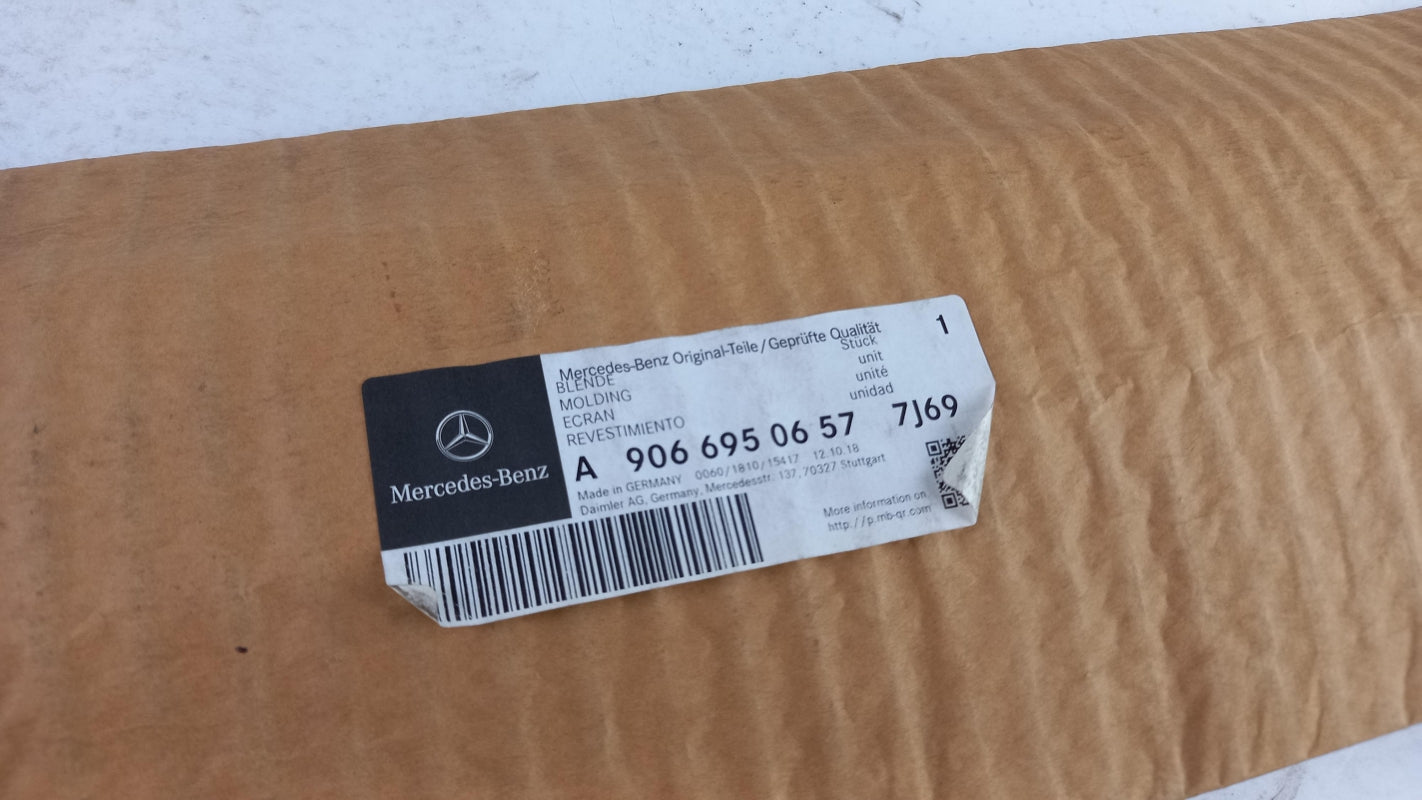 Mercedes-Benz
Mercedes-Benz Original-Teile / Geprüfte Qualität
1
BLENDE Stück
MOLDING unit
ECRAN unité
REVESTIMIENTO unidad
A 906 695 06 57 7J69
Made in GERMANY 0060/1810/15417 12.10.18
Daimler AG, Germany, Mercedesstr. 137, 70327 Stuttgart
More information on
http://p.mb-qr.com